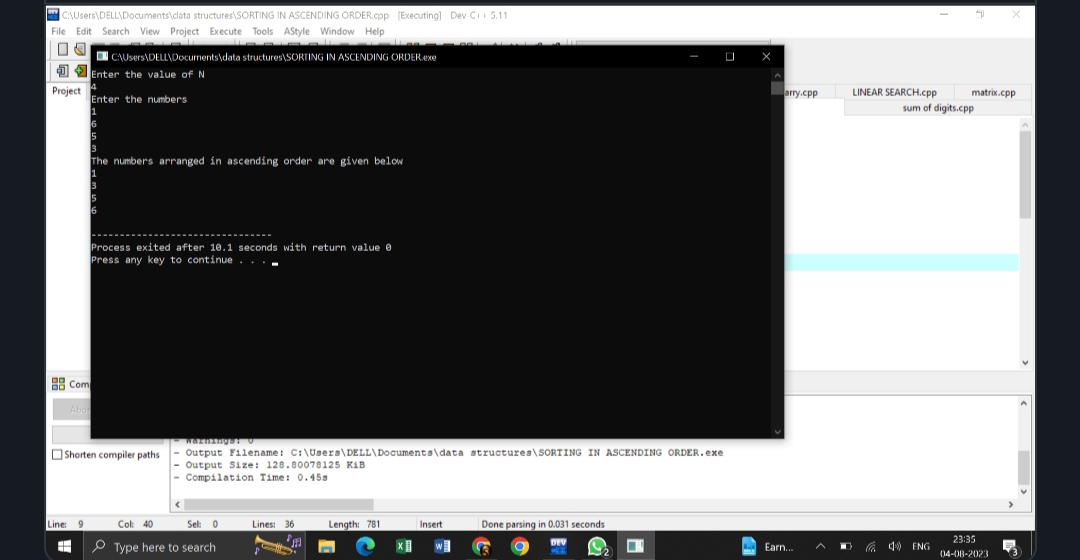 C:\Users\DELL\Documents\data structures\SORTING IN ASCENDING ORDER.cpp [Executing] Dev C++ 5.11
File Edit Search View Project Execute Tools AStyle Window Help
C:\Users\DELL\Documents\data structures\SORTING IN ASCENDING ORDER.exe
Enter the value of N
4
Enter the numbers
1
6
5
3
The numbers arranged in ascending order are given below
1
3
5
6
--------------------------------
Process exited after 10.1 seconds with return value 0
Press any key to continue . . .
Project
arry.cpp LINEAR SEARCH.cpp matrix.cpp
sum of digits.cpp
Com
Abor
Shorten compiler paths
- Warnings: 0
- Output Filename: C:\Users\DELL\Documents\data structures\SORTING IN ASCENDING ORDER.exe
- Output Size: 128.80078125 KiB
- Compilation Time: 0.45s
Line: 9 Col: 40 Sel: 0 Lines: 36 Length: 781 Insert Done parsing in 0.031 seconds
Type here to search
DEV
2
Earn...
ENG
23:35
04-08-2023
3